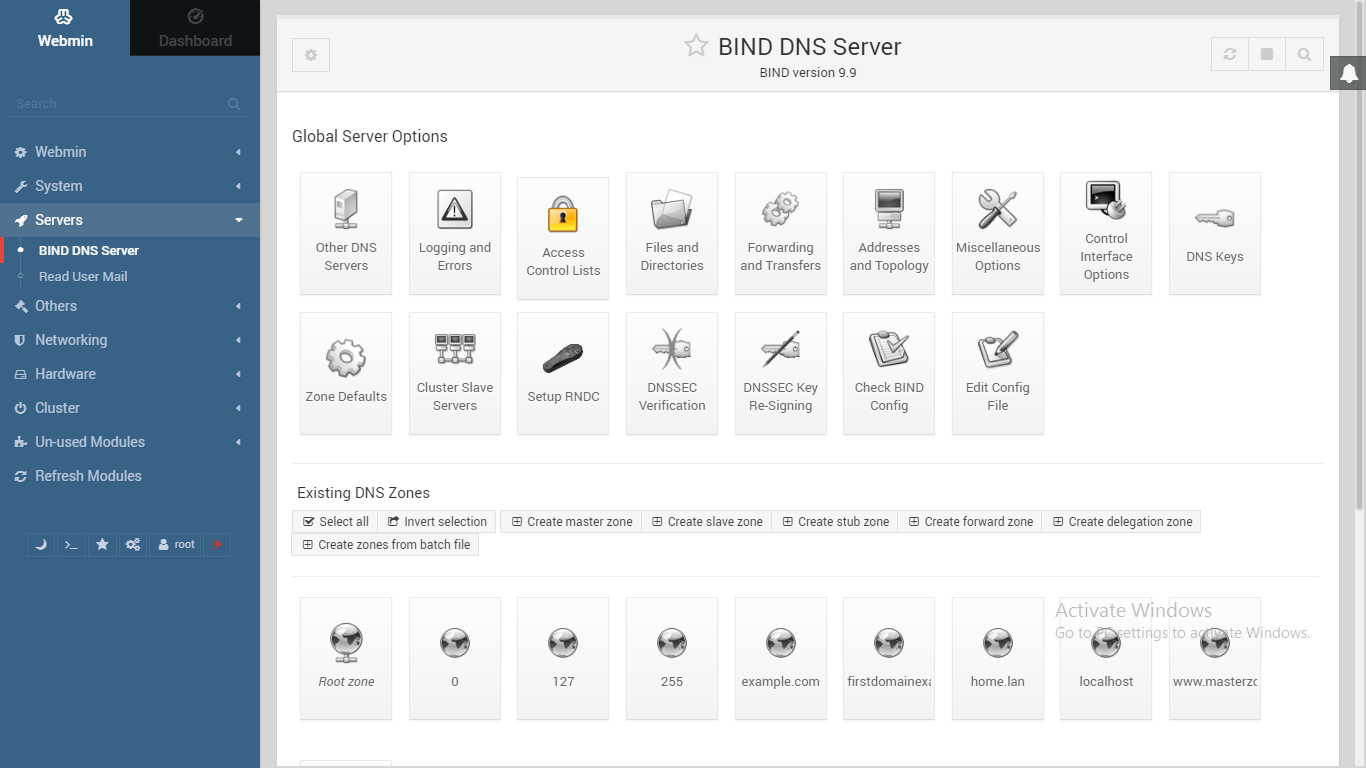 Webmin
Dashboard
Search
Webmin
System
Servers
BIND DNS Server
Read User Mail
Others
Networking
Hardware
Cluster
Un-used Modules
Refresh Modules
root
BIND DNS Server
BIND version 9.9
Global Server Options
Other DNS
Servers
Logging and
Errors
Access
Control Lists
Files and
Directories
Forwarding
and Transfers
Addresses
and Topology
Miscellaneous
Options
Control
Interface
Options
DNS Keys
Zone Defaults
Cluster Slave
Servers
Setup RNDC
DNSSEC
Verification
DNSSEC Key
Re-Signing
Check BIND
Config
Edit Config
File
Existing DNS Zones
Select all
Invert selection
Create master zone
Create slave zone
Create stub zone
Create forward zone
Create delegation zone
Create zones from batch file
Root zone
0
127
255
example.com
firstdomainexa
home.lan
localhost
www.masterzo
Activate Windows
Go to PC settings to activate Windows.